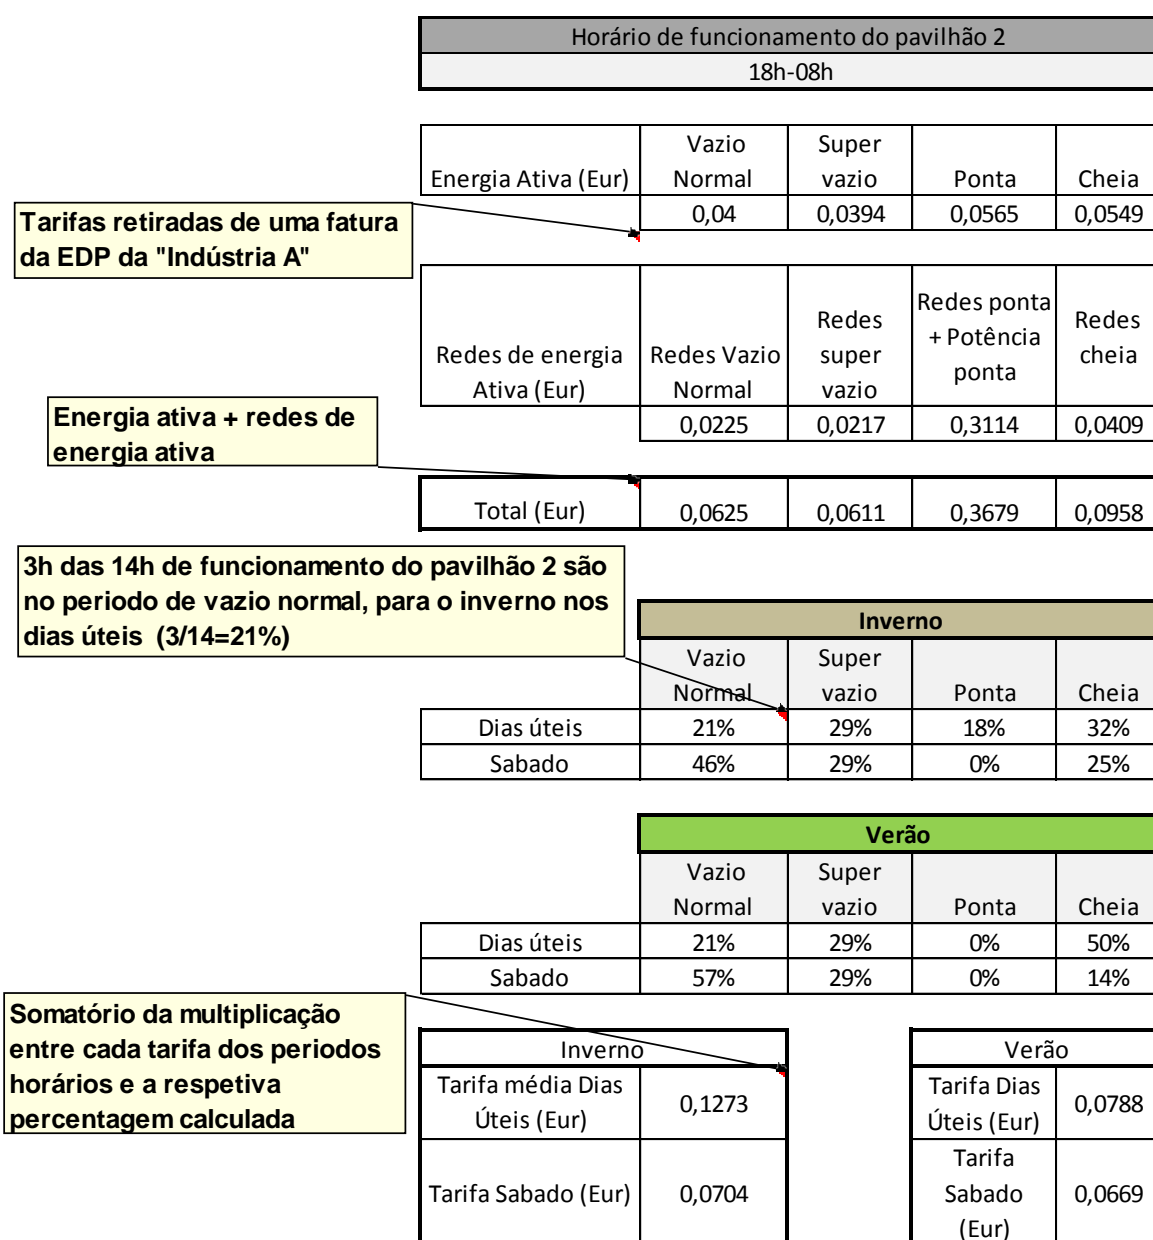 Horário de funcionamento do pavilhão 2
18h-08h
Energia Ativa (Eur)
Vazio
Normal
Super
vazio
Ponta
Cheia
0,04 0,0394 0,0565 0,0549
Tarifas retiradas de uma fatura
da EDP da "Indústria A"
Redes de energia
Ativa (Eur)
Redes Vazio
Normal
Redes
super
vazio
Redes ponta
+ Potência
ponta
Redes
cheia
0,0225 0,0217 0,3114 0,0409
Energia ativa + redes de
energia ativa
Total (Eur) 0,0625 0,0611 0,3679 0,0958
3h das 14h de funcionamento do pavilhão 2 são
no periodo de vazio normal, para o inverno nos
dias úteis (3/14=21%)
Inverno
Vazio
Normal
Super
vazio
Ponta
Cheia
Dias úteis 21% 29% 18% 32%
Sabado 46% 29% 0% 25%
Verão
Vazio
Normal
Super
vazio
Ponta
Cheia
Dias úteis 21% 29% 0% 50%
Sabado 57% 29% 0% 14%
Somatório da multiplicação
entre cada tarifa dos periodos
horários e a respetiva
percentagem calculada
Inverno
Tarifa média Dias
Úteis (Eur)
0,1273
Tarifa Sabado (Eur) 0,0704
Verão
Tarifa Dias
Úteis (Eur)
0,0788
Tarifa
Sabado
(Eur)
0,0669